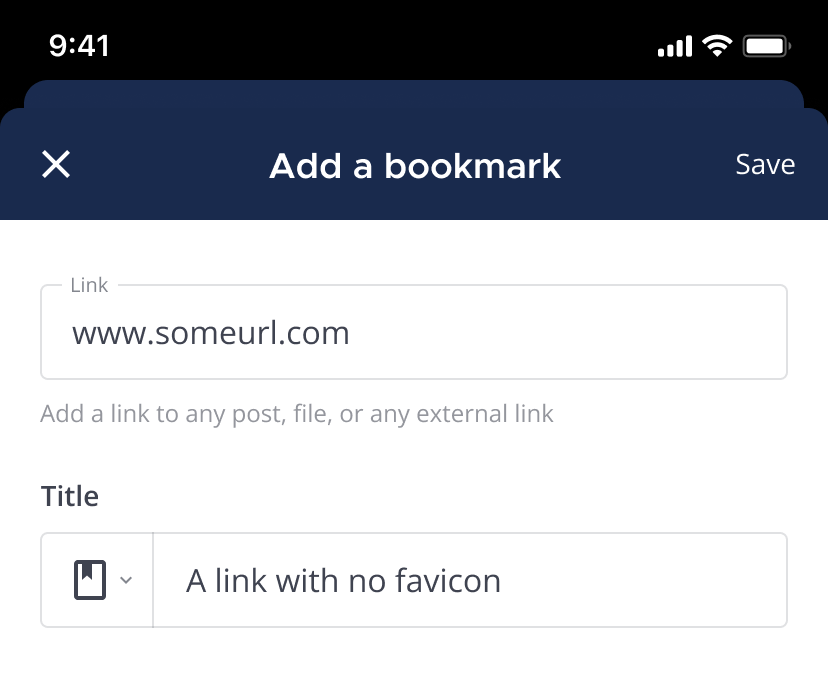 9:41
Add a bookmark
Save
Link
www.someurl.com
Add a link to any post, file, or any external link
Title
A link with no favicon